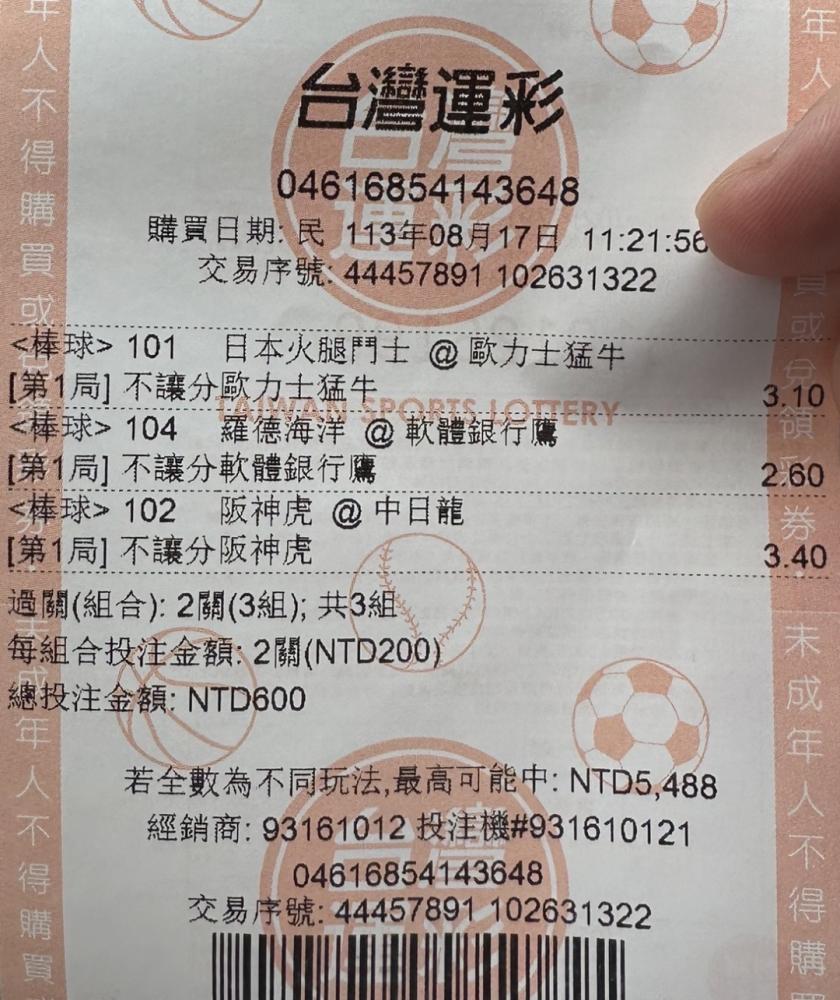 台灣運彩
04616854143648
購買日期: 民 113年08月17日 11:21:56
交易序號: 44457891 102631322
<棒球> 101 日本火腿鬥士 @ 歐力士猛牛
[第1局] 不讓分歐力士猛牛 3.10
TAIWAN SPORTS LOTTERY
<棒球> 104 羅德海洋 @ 軟體銀行鷹
[第1局] 不讓分軟體銀行鷹 2.60
<棒球> 102 阪神虎 @ 中日龍
[第1局] 不讓分阪神虎 3.40
過關(組合): 2關(3組); 共3組
每組合投注金額: 2關(NTD200)
總投注金額: NTD600
若全數為不同玩法,最高可能中: NTD5,488
經銷商: 93161012 投注機#931610121
04616854143648
交易序號: 44457891 102631322
年人不得購買或
成年人不得購買
未成年人不得購